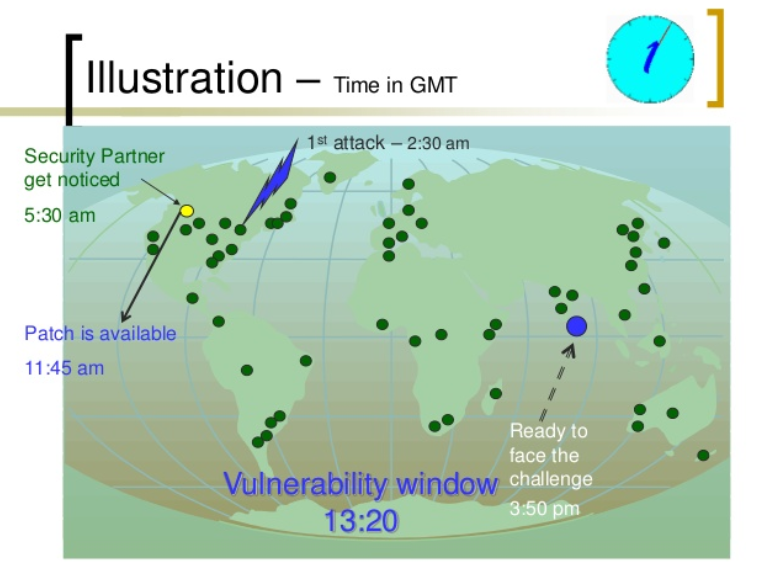 Illustration – Time in GMT
1st attack – 2:30 am
Security Partner
get noticed
5:30 am
Patch is available
11:45 am
Ready to
face the
challenge
3:50 pm
Vulnerability window
13:20